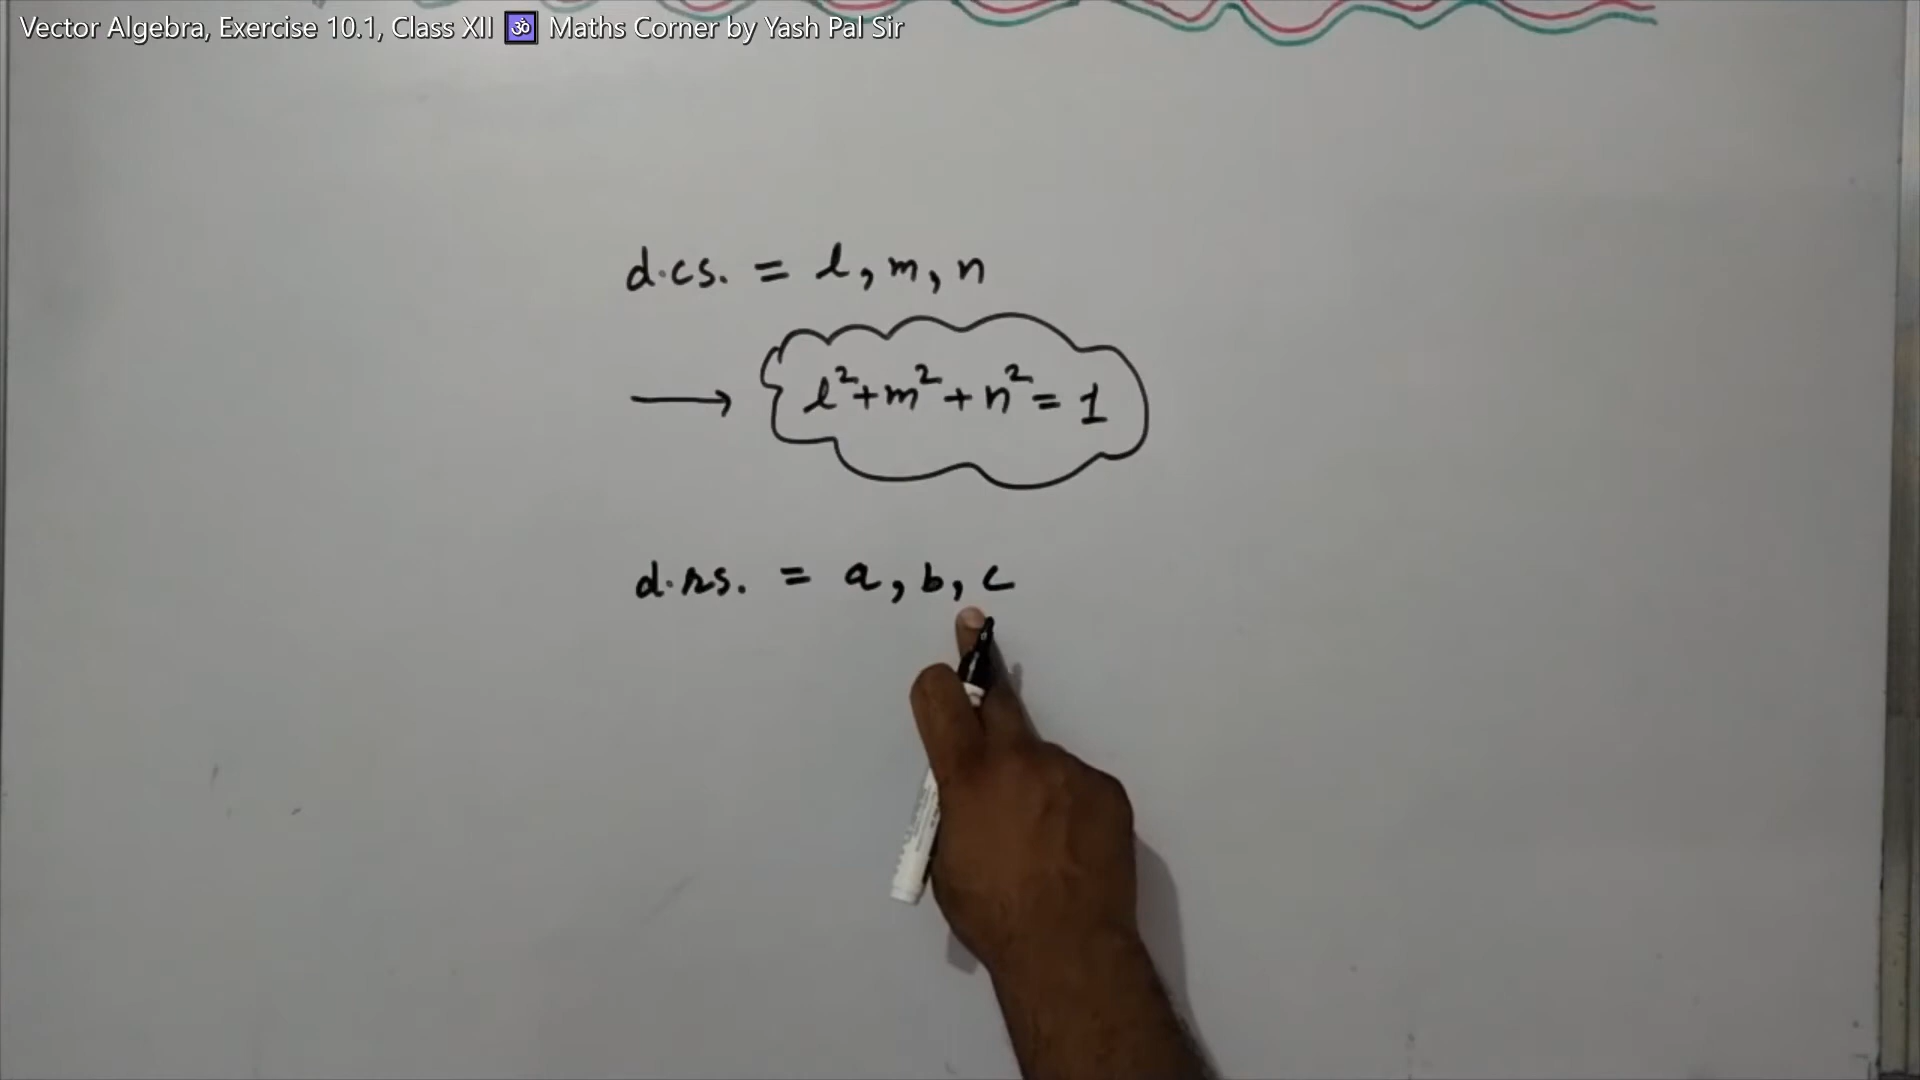 Vector Algebra, Exercise 10.1, Class XII 🕉 Maths Corner by Yash Pal Sir
d.cs. = l, m, n
→ l²+m²+n² = 1
d.rs. = a, b, c